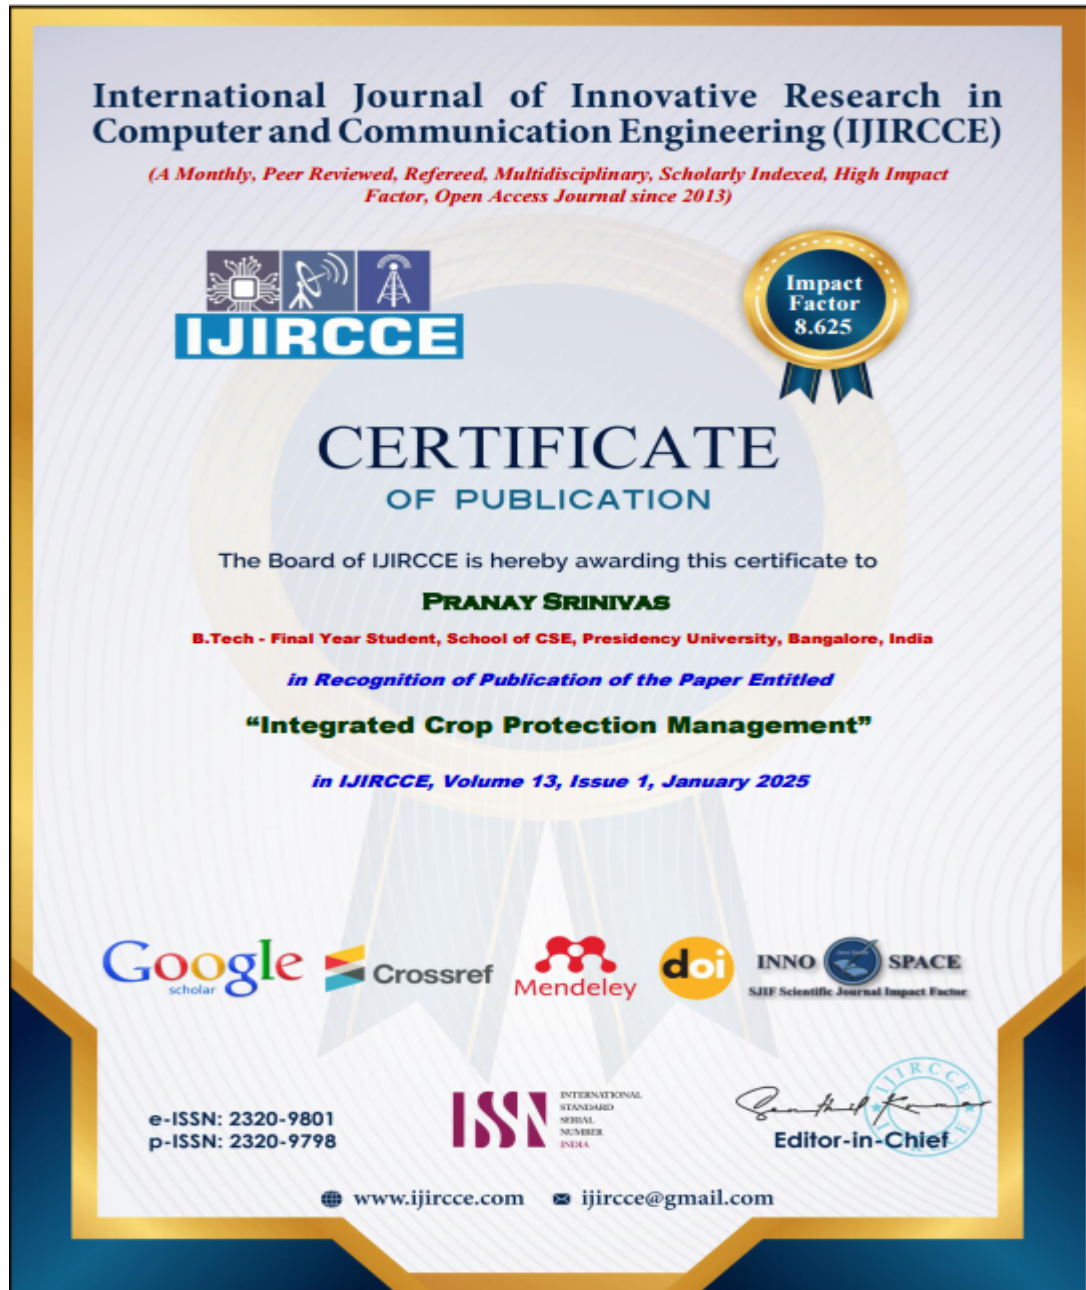 International Journal of Innovative Research in
Computer and Communication Engineering (IJIRCCE)
(A Monthly, Peer Reviewed, Refereed, Multidisciplinary, Scholarly Indexed, High Impact
Factor, Open Access Journal since 2013)
IJIRCCE
Impact
Factor
8.625
CERTIFICATE
OF PUBLICATION
The Board of IJIRCCE is hereby awarding this certificate to
PRANAY SRINIVAS
B.Tech - Final Year Student, School of CSE, Presidency University, Bangalore, India
in Recognition of Publication of the Paper Entitled
“Integrated Crop Protection Management”
in IJIRCCE, Volume 13, Issue 1, January 2025
Google
scholar
Crossref
Mendeley
doi
INNO SPACE
SJIF Scientific Journal Impact Factor
e-ISSN: 2320-9801
p-ISSN: 2320-9798
ISSN
INTERNATIONAL
STANDARD
SERIAL
NUMBER
INDIA
Senthil Kumar
IJIRCCE
IJIRCCE
Editor-in-Chief
www.ijircce.com
ijircce@gmail.com